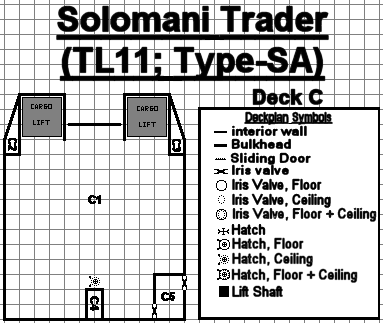 Solomani Trader
(TL11; Type-SA)
Deck C
CARGO
LIFT
CARGO
LIFT
C1
C4
C5
Deckplan Symbols
interior wall
Bulkhead
Sliding Door
Iris valve
Iris Valve, Floor
Iris Valve, Ceiling
Iris Valve, Floor + Ceiling
Hatch
Hatch, Floor
Hatch, Ceiling
Hatch, Floor + Ceiling
Lift Shaft